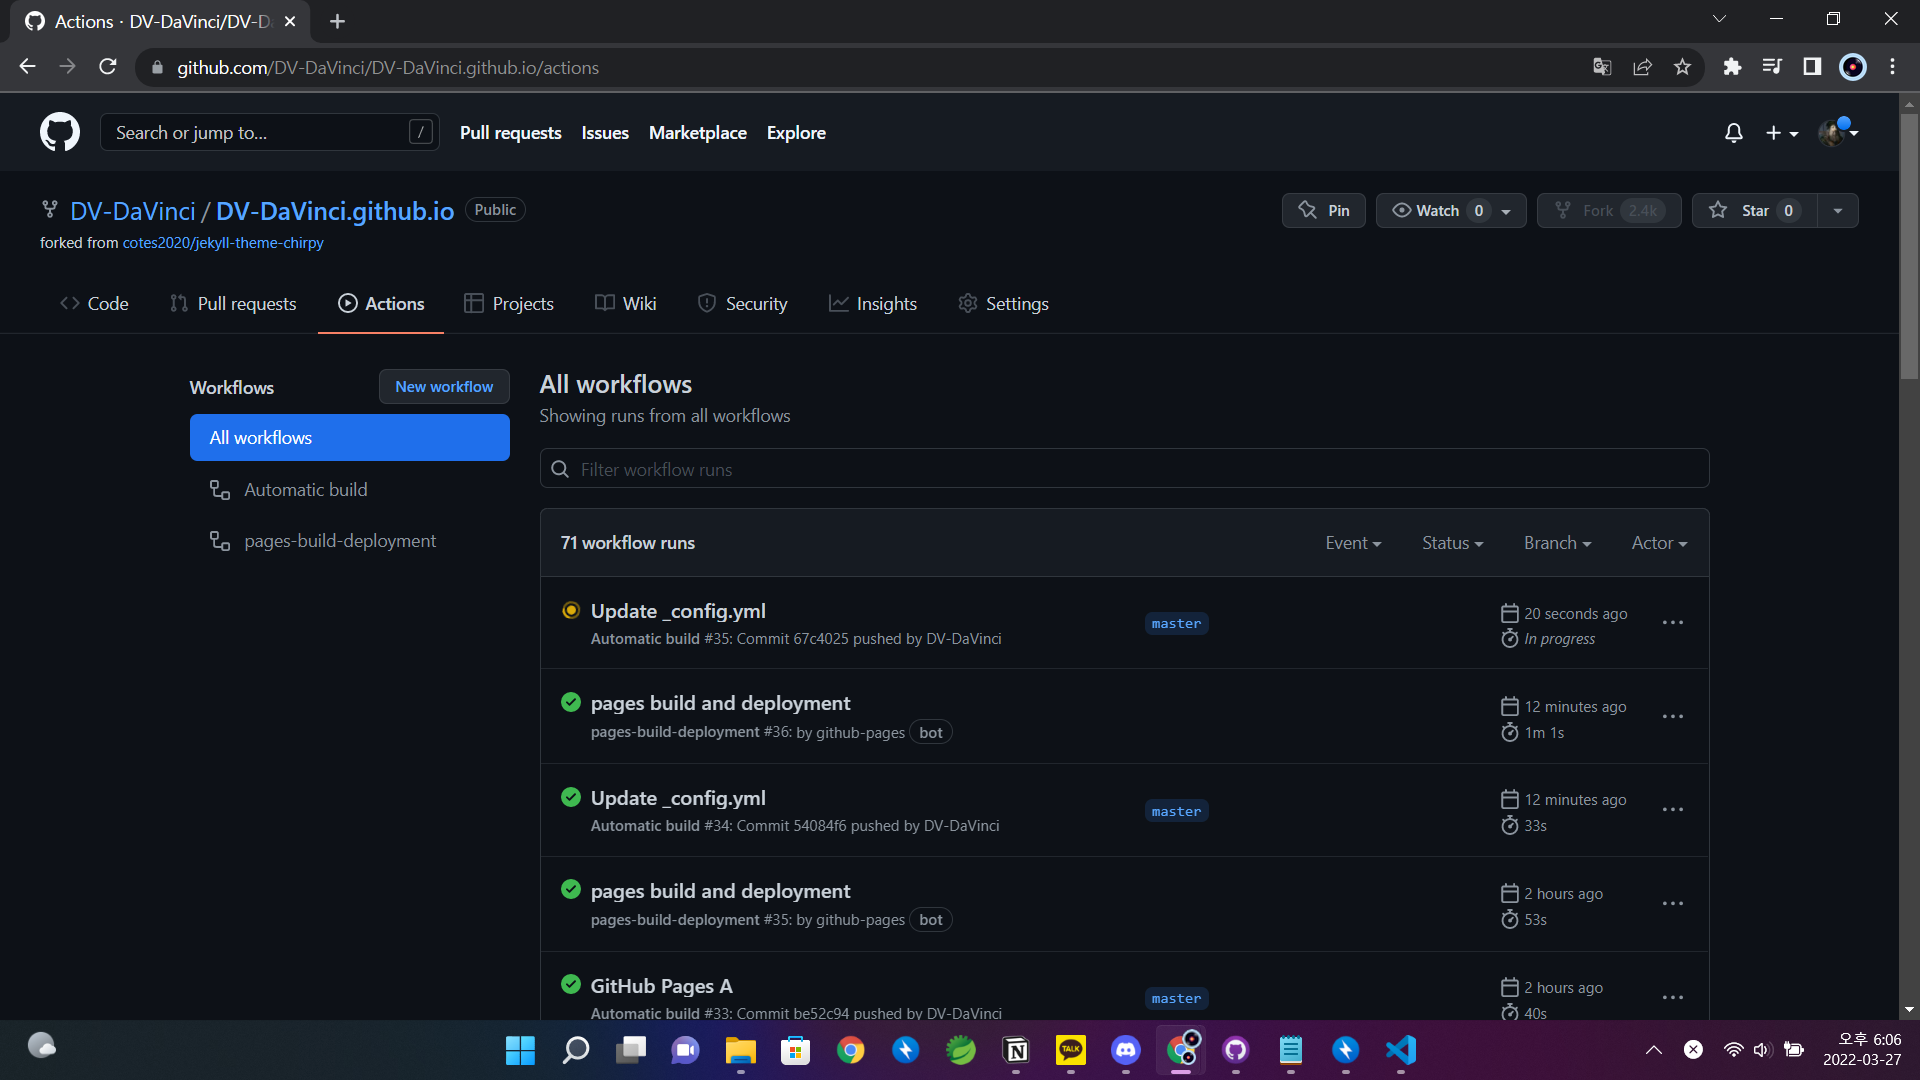 Actions · DV-DaVinci/DV-D
github.com/DV-DaVinci/DV-DaVinci.github.io/actions
Search or jump to... /
Pull requests Issues Marketplace Explore
DV-DaVinci / DV-DaVinci.github.io Public
Pin Watch 0 Fork 2.4k Star 0
forked from cotes2020/jekyll-theme-chirpy
Code Pull requests Actions Projects Wiki Security Insights Settings
Workflows New workflow
All workflows
Automatic build
pages-build-deployment
All workflows
Showing runs from all workflows
Filter workflow runs
71 workflow runs Event Status Branch Actor
Update _config.yml
Automatic build #35: Commit 67c4025 pushed by DV-DaVinci
master
20 seconds ago
In progress
pages build and deployment
pages-build-deployment #36: by github-pages bot
12 minutes ago
1m 1s
Update _config.yml
Automatic build #34: Commit 54084f6 pushed by DV-DaVinci
master
12 minutes ago
33s
pages build and deployment
pages-build-deployment #35: by github-pages bot
2 hours ago
53s
GitHub Pages A
Automatic build #33: Commit be52c94 pushed by DV-DaVinci
master
2 hours ago
40s
TALK
오후 6:06
2022-03-27